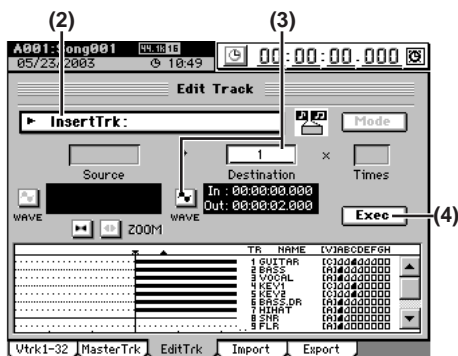 (2) (3)
A001:Song001 44.1k 16
05/23/2003 10:49 00:00:00.000
Edit Track
InsertTrk: Mode
1 ×
Source Destination Times
In : 00:00:00.000
Out: 00:00:02.000
WAVE WAVE Exec (4)
ZOOM
TR NAME [V]ABCDEFGH
1 GUITAR
2 BASS
3 VOCAL
4 KEY1
5 KEY2
6 BASS.DR
7 HIHAT
8 SNR
9 FLR
Vtrk1-32 MasterTrk EditTrk Import Export